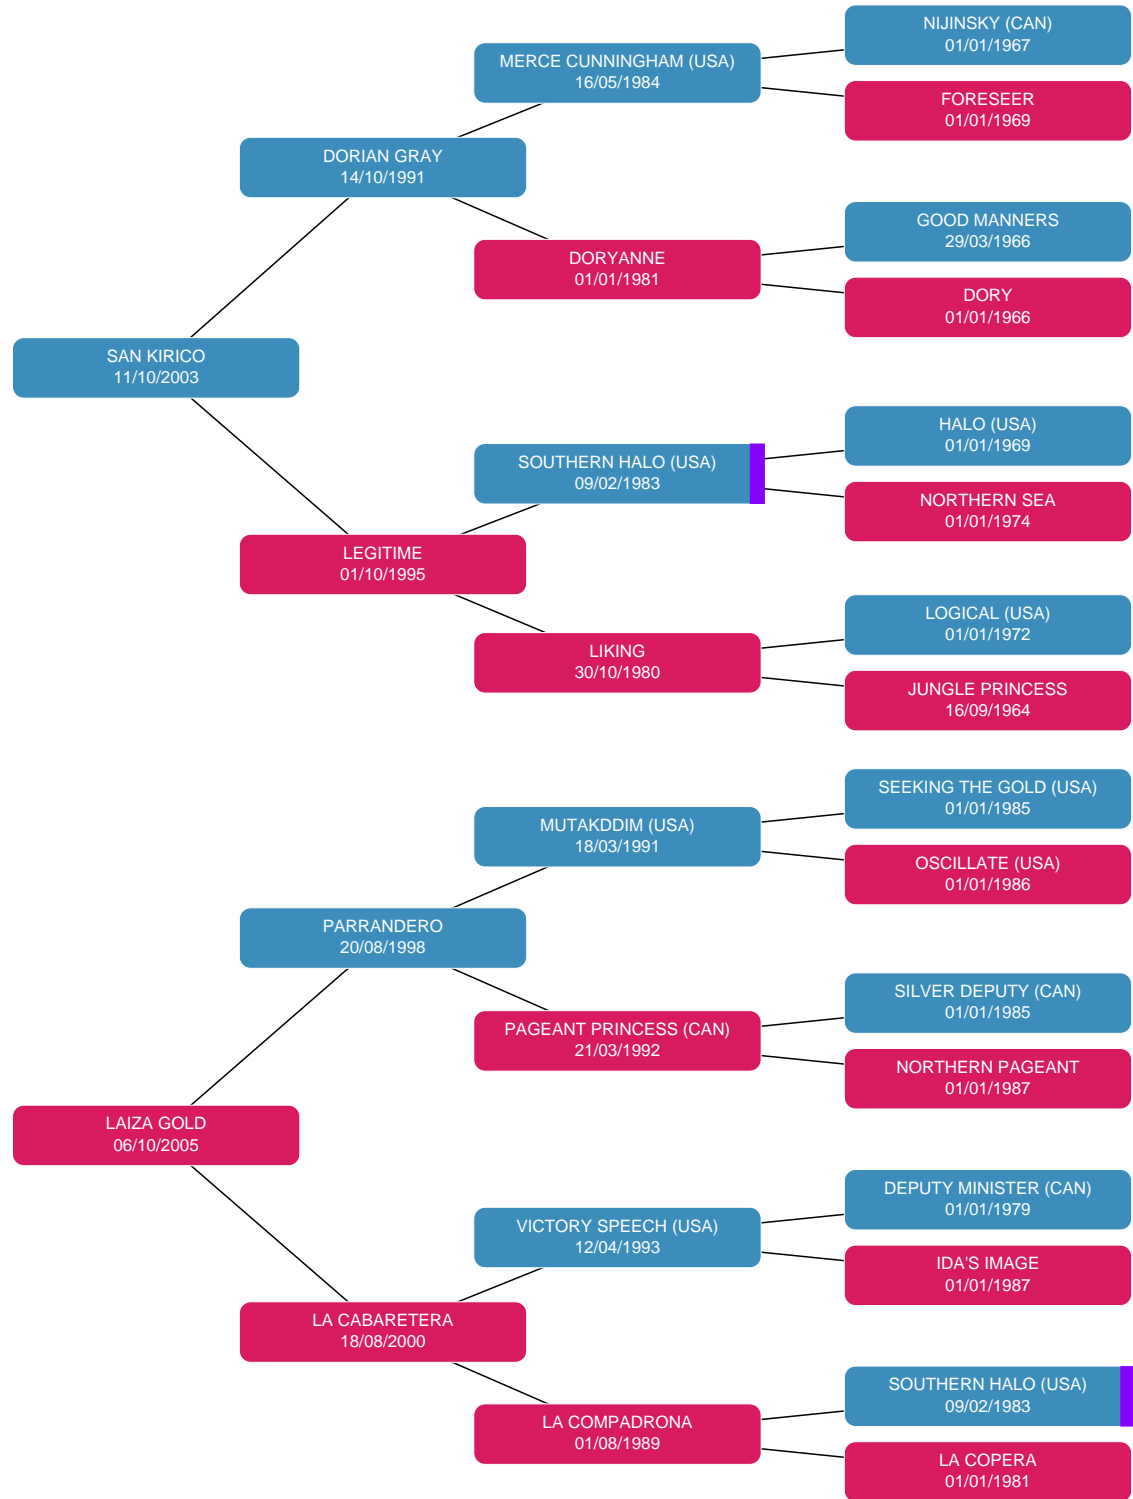 NIJINSKY (CAN)
01/01/1967
MERCE CUNNINGHAM (USA)
16/05/1984
FORESEER
01/01/1969
DORIAN GRAY
14/10/1991
GOOD MANNERS
29/03/1966
DORYANNE
01/01/1981
DORY
01/01/1966
SAN KIRICO
11/10/2003
HALO (USA)
01/01/1969
SOUTHERN HALO (USA)
09/02/1983
NORTHERN SEA
01/01/1974
LEGITIME
01/10/1995
LOGICAL (USA)
01/01/1972
LIKING
30/10/1980
JUNGLE PRINCESS
16/09/1964
SEEKING THE GOLD (USA)
01/01/1985
MUTAKDDIM (USA)
18/03/1991
OSCILLATE (USA)
01/01/1986
PARRANDERO
20/08/1998
SILVER DEPUTY (CAN)
01/01/1985
PAGEANT PRINCESS (CAN)
21/03/1992
NORTHERN PAGEANT
01/01/1987
LAIZA GOLD
06/10/2005
DEPUTY MINISTER (CAN)
01/01/1979
VICTORY SPEECH (USA)
12/04/1993
IDA'S IMAGE
01/01/1987
LA CABARETERA
18/08/2000
SOUTHERN HALO (USA)
09/02/1983
LA COMPADRONA
01/08/1989
LA COPERA
01/01/1981